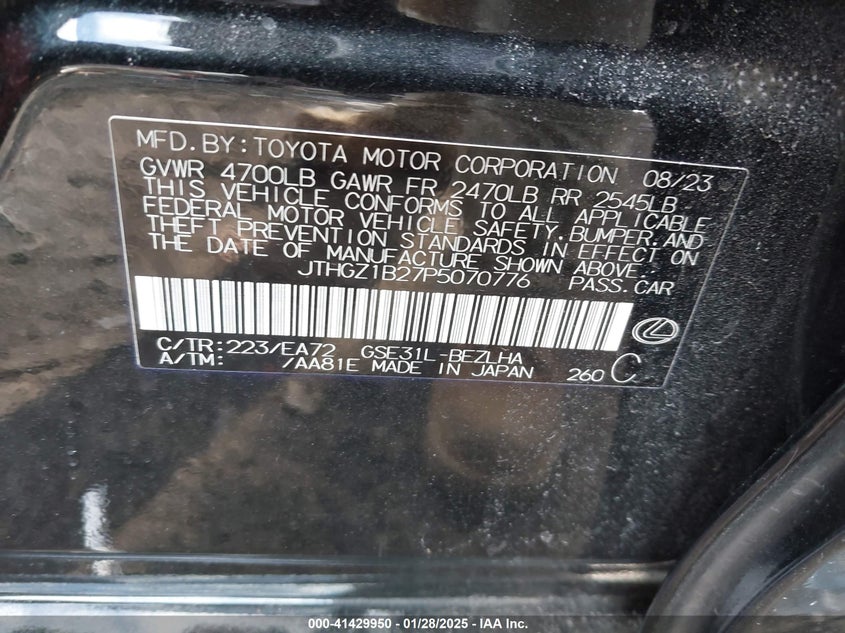 MFD.BY:TOYOTA MOTOR CORPORATION 08/23
GVWR 4700LB GAWR FR 2470LB RR 2545LB
THIS VEHICLE CONFORMS TO ALL APPLICABLE
FEDERAL MOTOR VEHICLE SAFETY,BUMPER,AND
THEFT PREVENTION STANDARDS IN EFFECT ON
THE DATE OF MANUFACTURE SHOWN ABOVE.
JTHGZ1B27P5070776 PASS.CAR
C/TR:223/EA72 GSE31L-BEZLHA
A/TM: /AA81E MADE IN JAPAN 260 C
000-41429950 - 01/28/2025 - IAA Inc.